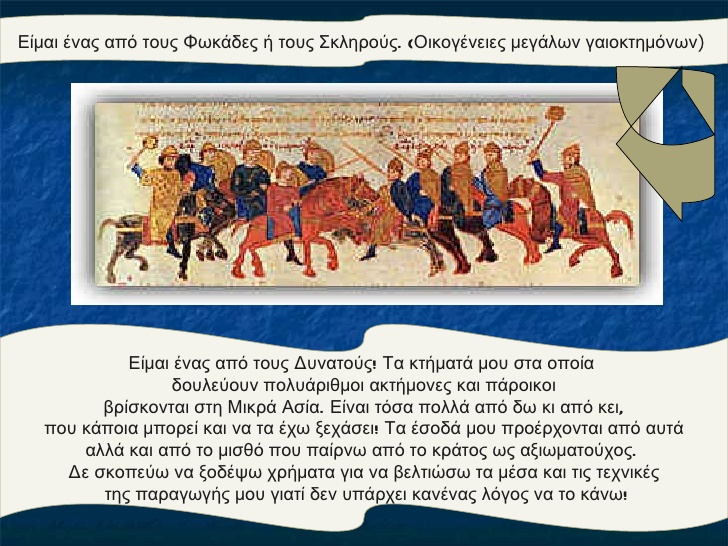 Είμαι ένας από τους Φωκάδες ή τους Σκληρούς. (Οικογένειες μεγάλων γαιοκτημόνων)
Είμαι ένας από τους Δυνατούς! Τα κτήματά μου στα οποία
δουλεύουν πολυάριθμοι ακτήμονες και πάροικοι
βρίσκονται στη Μικρά Ασία. Είναι τόσα πολλά από δω κι από κει,
που κάποια μπορεί και να τα έχω ξεχάσει! Τα έσοδά μου προέρχονται από αυτά
αλλά και από το μισθό που παίρνω από το κράτος ως αξιωματούχος.
Δε σκοπεύω να ξοδέψω χρήματα για να βελτιώσω τα μέσα και τις τεχνικές
της παραγωγής μου γιατί δεν υπάρχει κανένας λόγος να το κάνω!